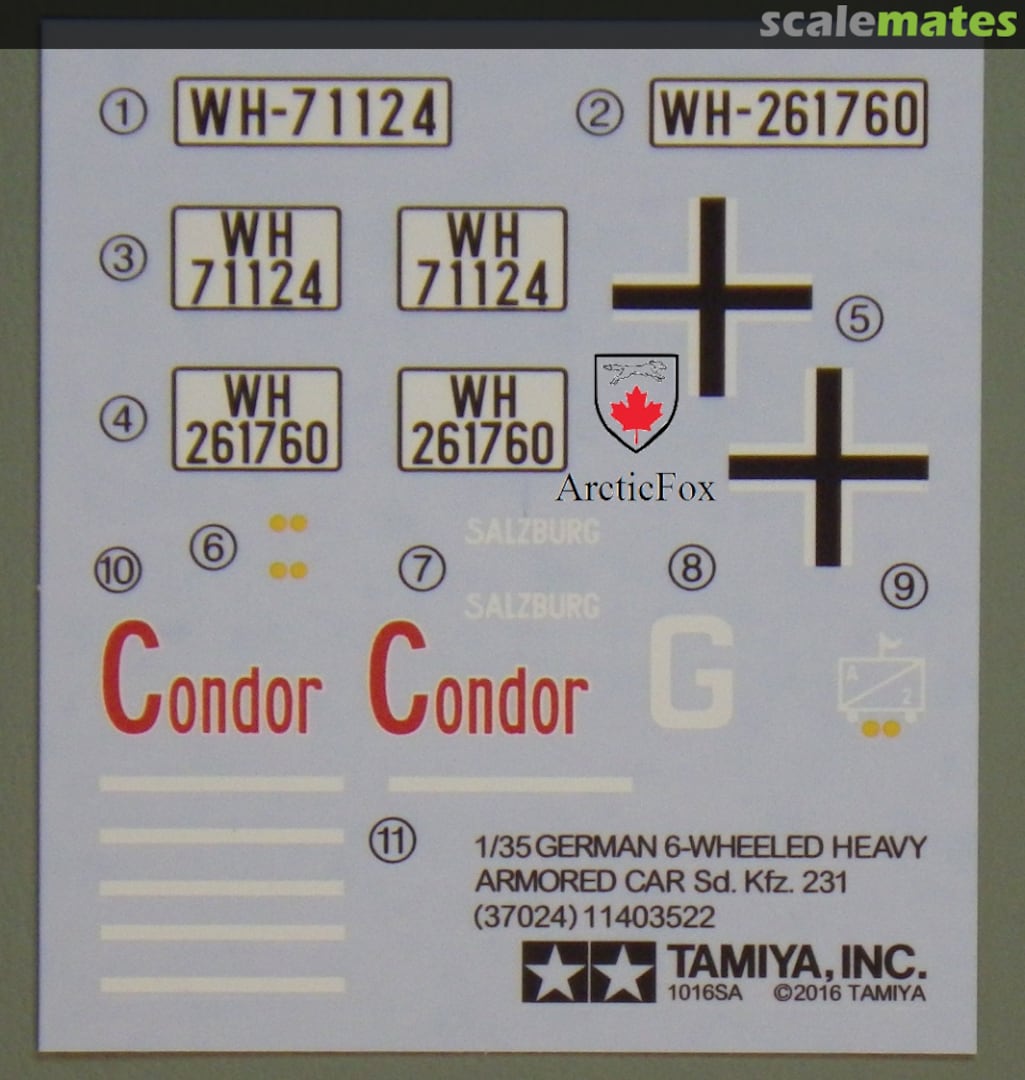 scalemates
1 WH-71124 2 WH-261760
3 WH WH
71124 71124
5
4 WH WH
261760 261760
ArcticFox
6 SALZBURG
10 7 8 9
SALZBURG
Condor Condor G A
2
11
1/35 GERMAN 6-WHEELED HEAVY
ARMORED CAR Sd. Kfz. 231
(37024) 11403522
TAMIYA, INC.
1016SA ©2016 TAMIYA